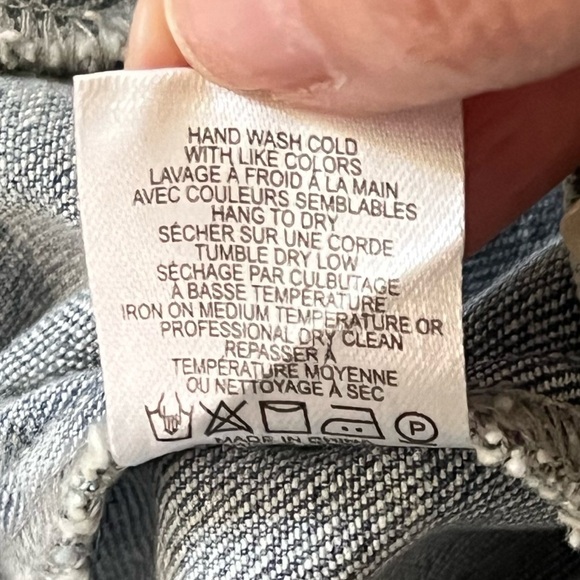 HAND WASH COLD
WITH LIKE COLORS
LAVAGE À FROID À LA MAIN
AVEC COULEURS SEMBLABLES
HANG TO DRY
SÉCHER SUR UNE CORDE
TUMBLE DRY LOW
SÉCHAGE PAR CULBUTAGE
À BASSE TEMPÉRATURE
IRON ON MEDIUM TEMPERATURE OR
PROFESSIONAL DRY CLEAN
REPASSER À
TEMPÉRATURE MOYENNE
OU NETTOYAGE À SEC
P
MADE IN CHINA